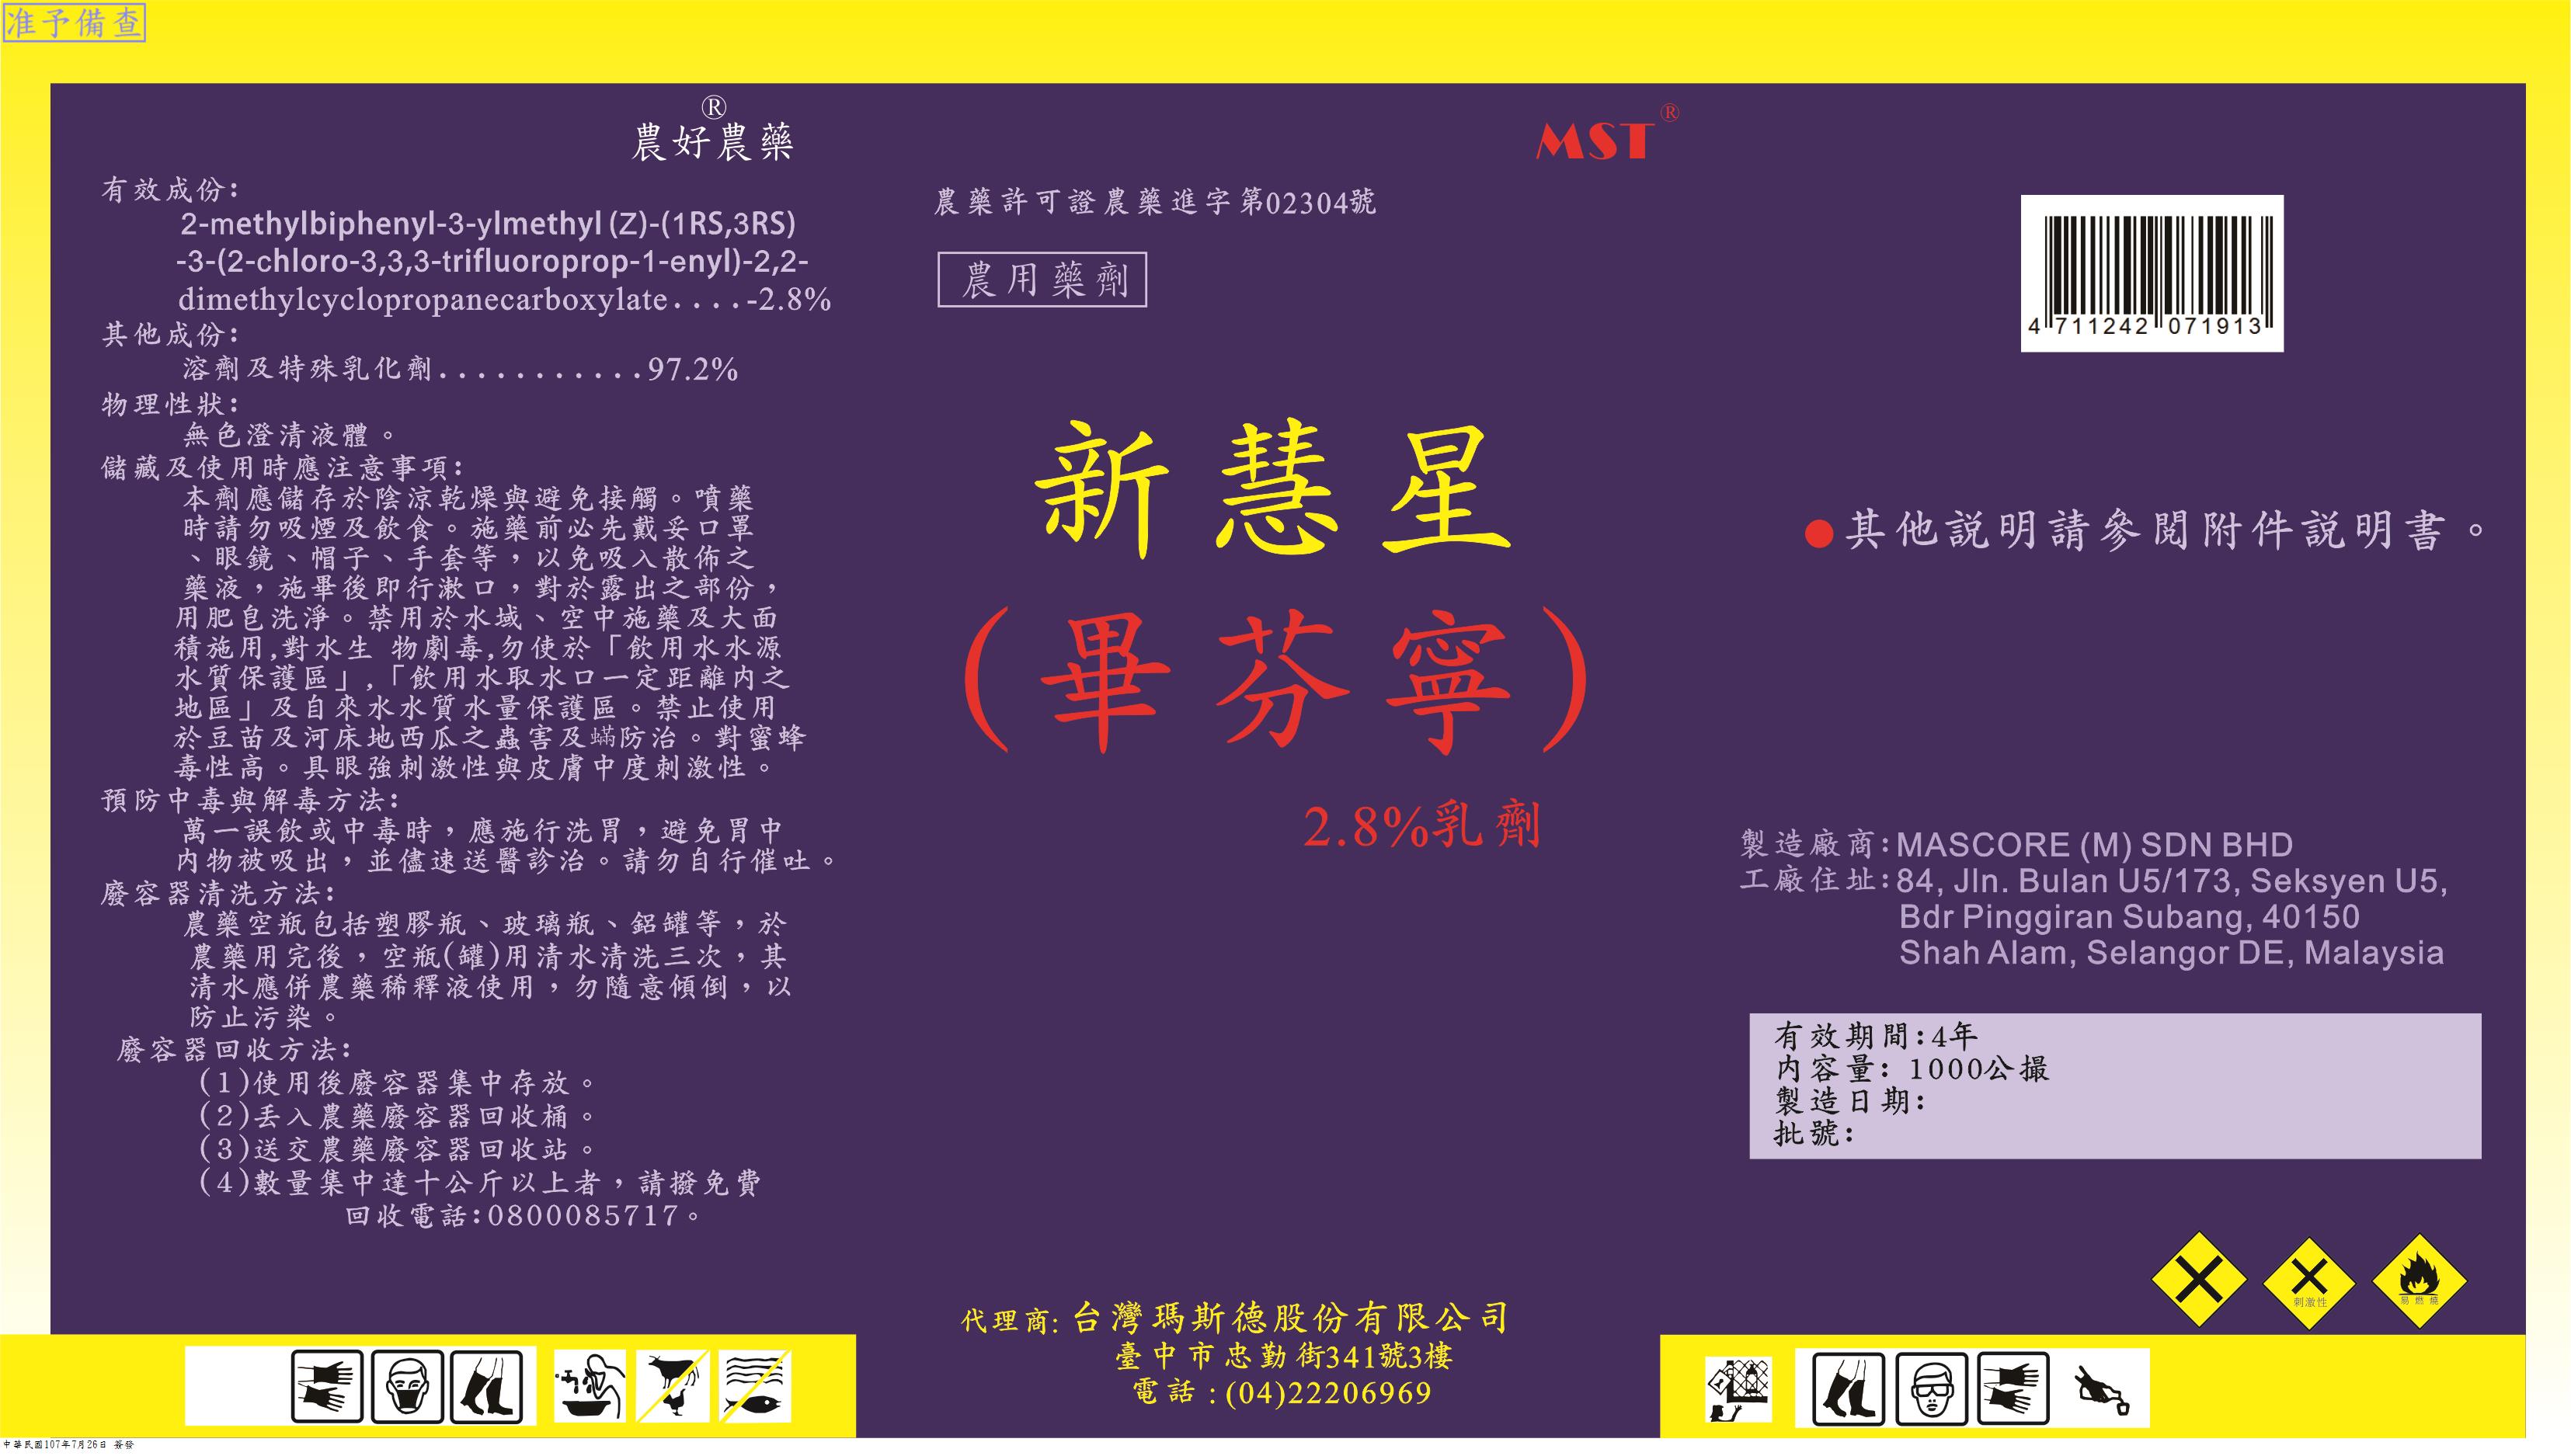 准予備查
農好農藥®
有效成份:
2-methylbiphenyl-3-ylmethyl (Z)-(1RS,3RS)
-3-(2-chloro-3,3,3-trifluoroprop-1-enyl)-2,2-
dimethylcyclopropanecarboxylate....-2.8%
其他成份:
溶劑及特殊乳化劑...........97.2%
物理性狀:
無色澄清液體。
儲藏及使用時應注意事項:
本劑應儲存於陰涼乾燥與避免接觸。噴藥
時請勿吸煙及飲食。施藥前必先戴妥口罩
、眼鏡、帽子、手套等，以免吸入散佈之
藥液，施畢後即行漱口，對於露出之部份，
用肥皂洗淨。禁用於水域、空中施藥及大面
積施用,對水生 物劇毒,勿使於「飲用水水源
水質保護區」,「飲用水取水口一定距離內之
地區」及自來水水質水量保護區。禁止使用
於豆苗及河床地西瓜之蟲害及蟎防治。對蜜蜂
毒性高。具眼強刺激性與皮膚中度刺激性。
預防中毒與解毒方法:
萬一誤飲或中毒時，應施行洗胃，避免胃中
內物被吸出，並儘速送醫診治。請勿自行催吐。
廢容器清洗方法:
農藥空瓶包括塑膠瓶、玻璃瓶、鋁罐等，於
農藥用完後，空瓶(罐)用清水清洗三次，其
清水應併農藥稀釋液使用，勿隨意傾倒，以
防止污染。
廢容器回收方法:
(1)使用後廢容器集中存放。
(2)丟入農藥廢容器回收桶。
(3)送交農藥廢容器回收站。
(4)數量集中達十公斤以上者，請撥免費
回收電話:0800085717。
MST®
農藥許可證農藥進字第02304號
農用藥劑
新慧星
(畢芬寧)
2.8%乳劑
代理商: 台灣瑪斯德股份有限公司
臺中市忠勤街341號3樓
電話:(04)22206969
4 711242 071913
●其他説明請參閱附件説明書。
製造廠商:MASCORE (M) SDN BHD
工廠住址:84, Jln. Bulan U5/173, Seksyen U5,
Bdr Pinggiran Subang, 40150
Shah Alam, Selangor DE, Malaysia
有效期間:4年
內容量: 1000公撮
製造日期:
批號:
刺激性
易燃燒
中華民國107年7月26日 簽發